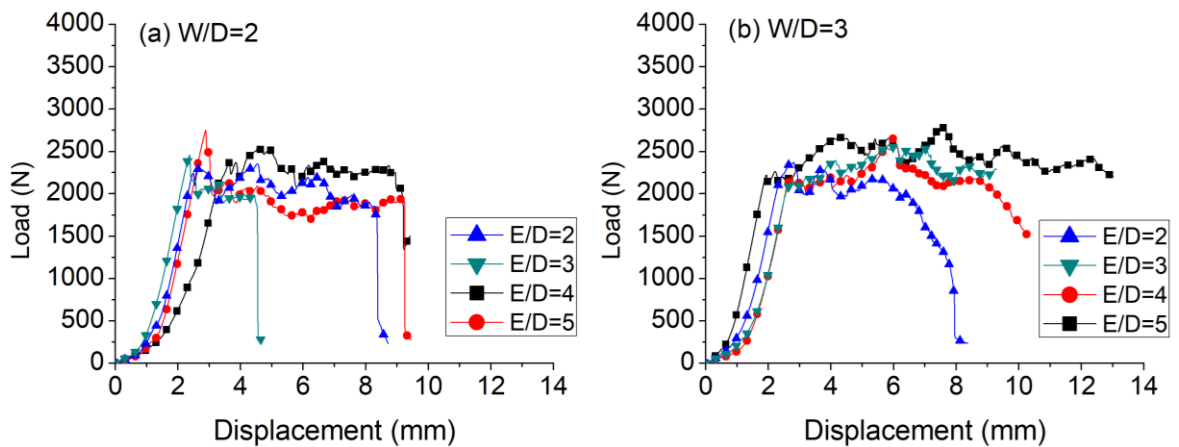 (a) W/D=2
Load (N)
4000
3500
3000
2500
2000
1500
1000
500
0
0 2 4 6 8 10 12 14
Displacement (mm)
E/D=2
E/D=3
E/D=4
E/D=5
(b) W/D=3
Load (N)
4000
3500
3000
2500
2000
1500
1000
500
0
0 2 4 6 8 10 12 14
Displacement (mm)
E/D=2
E/D=3
E/D=4
E/D=5